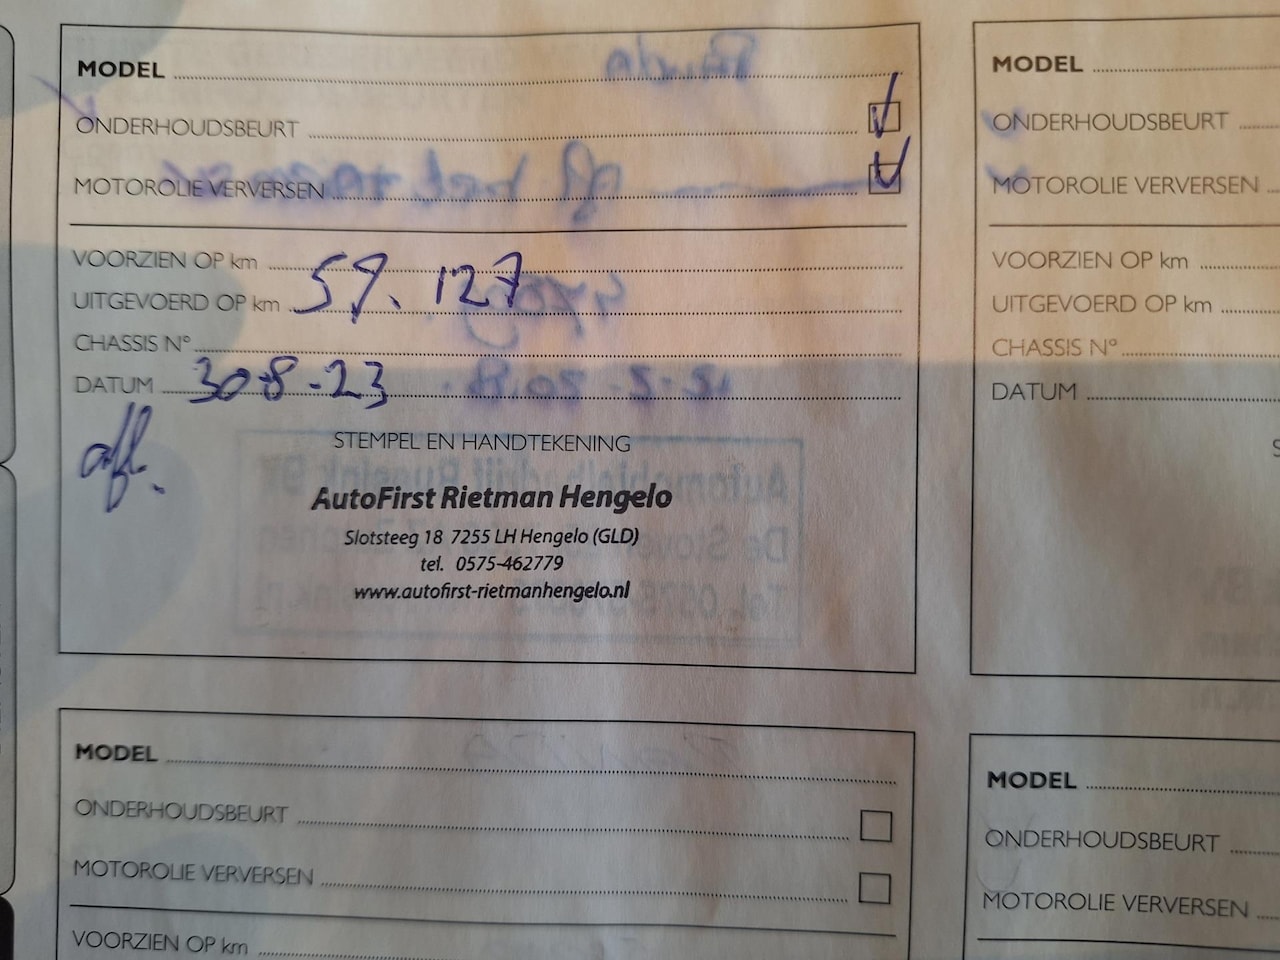 MODEL
ONDERHOUDSBEURT
MOTOROLIE VERVERSEN
VOORZIEN OP km
UITGEVOERD OP km 59.127
CHASSIS N°
DATUM 30-8-23
afl.
STEMPEL EN HANDTEKENING
AutoFirst Rietman Hengelo
Slotsteeg 18 7255 LH Hengelo (GLD)
tel. 0575-462779
www.autofirst-rietmanhengelo.nl
MODEL
ONDERHOUDSBEURT
MOTOROLIE VERVERSEN
VOORZIEN OP km
UITGEVOERD OP km
CHASSIS N°
DATUM
MODEL
ONDERHOUDSBEURT
MOTOROLIE VERVERSEN
VOORZIEN OP km
MODEL
ONDERHOUDSBEURT
MOTOROLIE VERVERSEN